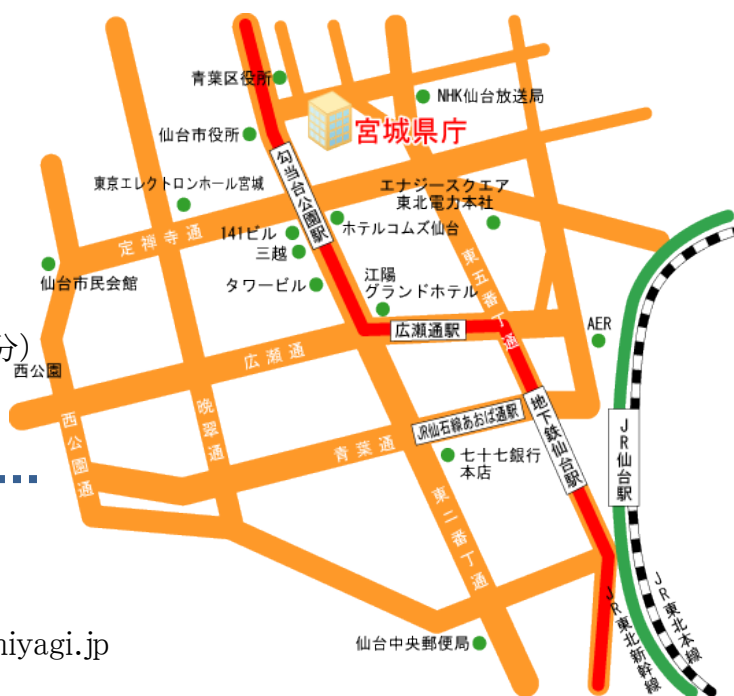 青葉区役所
NHK仙台放送局
宮城県庁
仙台市役所
勾当台公園駅
東京エレクトロンホール宮城
エナジースクエア
東北電力本社
定禅寺通
141ビル
三越
ホテルコムズ仙台
仙台市民会館
タワービル
江陽
グランドホテル
東五番丁通
分)
広瀬通駅
AER
西公園
広瀬通
西公園通
晩翠通
JR仙石線あおば通駅
地下鉄仙台駅
JR仙台駅
青葉通
七十七銀行
本店
東二番丁通
JR東北新幹線
JR東北本線
仙台中央郵便局
niyagi.jp